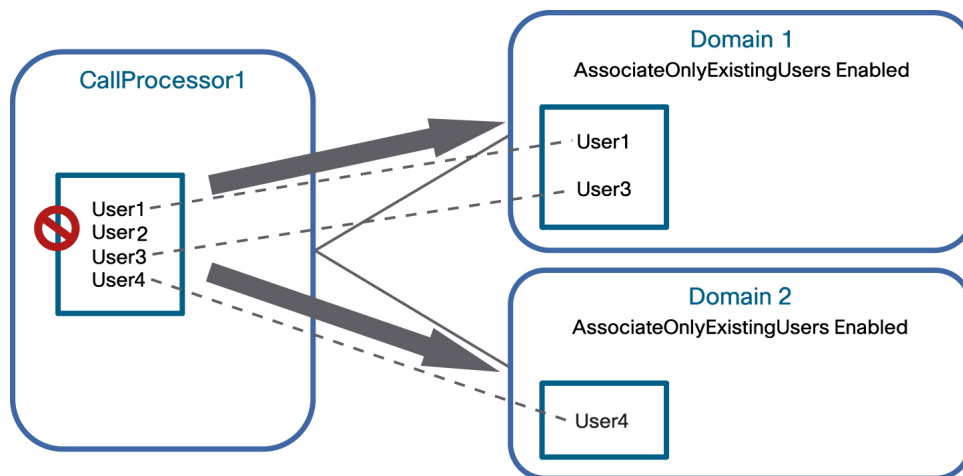 CallProcessor1
User1
User2
User3
User4
Domain 1
AssociateOnlyExistingUsers Enabled
User1
User3
Domain 2
AssociateOnlyExistingUsers Enabled
User4